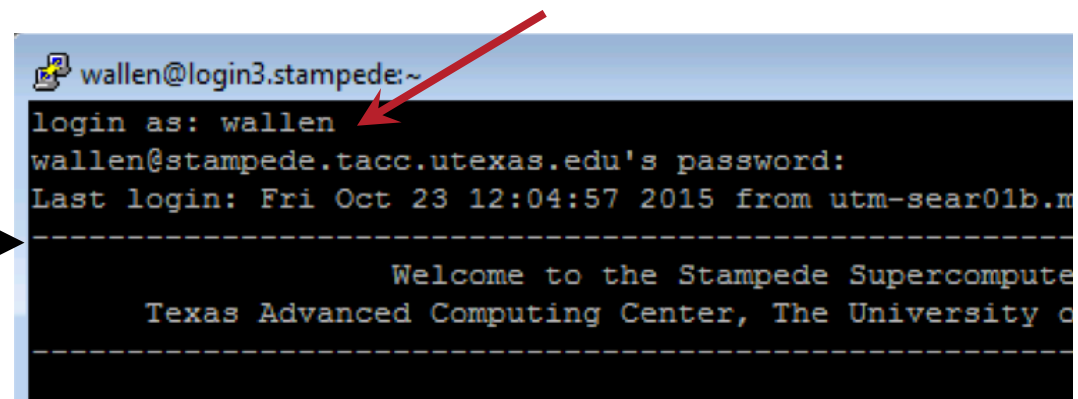 wallen@login3.stampede:~
login as: wallen
wallen@stampede.tacc.utexas.edu's password:
Last login: Fri Oct 23 12:04:57 2015 from utm-sear01b.m
------------------------------------------------------------------
Welcome to the Stampede Supercompute
Texas Advanced Computing Center, The University o
------------------------------------------------------------------